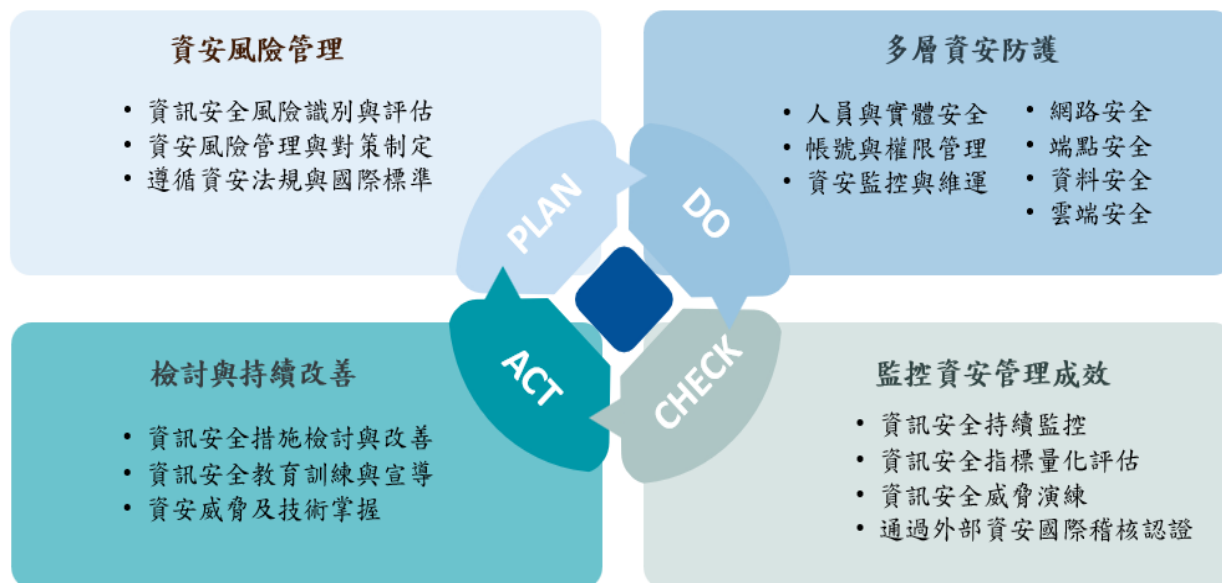 資安風險管理
• 資訊安全風險識別與評估
• 資安風險管理與對策制定
• 遵循資安法規與國際標準
多層資安防護
• 人員與實體安全
• 帳號與權限管理
• 資安監控與維運
• 網路安全
• 端點安全
• 資料安全
• 雲端安全
PLAN
DO
ACT
CHECK
檢討與持續改善
• 資訊安全措施檢討與改善
• 資訊安全教育訓練與宣導
• 資安威脅及技術掌握
監控資安管理成效
• 資訊安全持續監控
• 資訊安全指標量化評估
• 資訊安全威脅演練
• 通過外部資安國際稽核認證